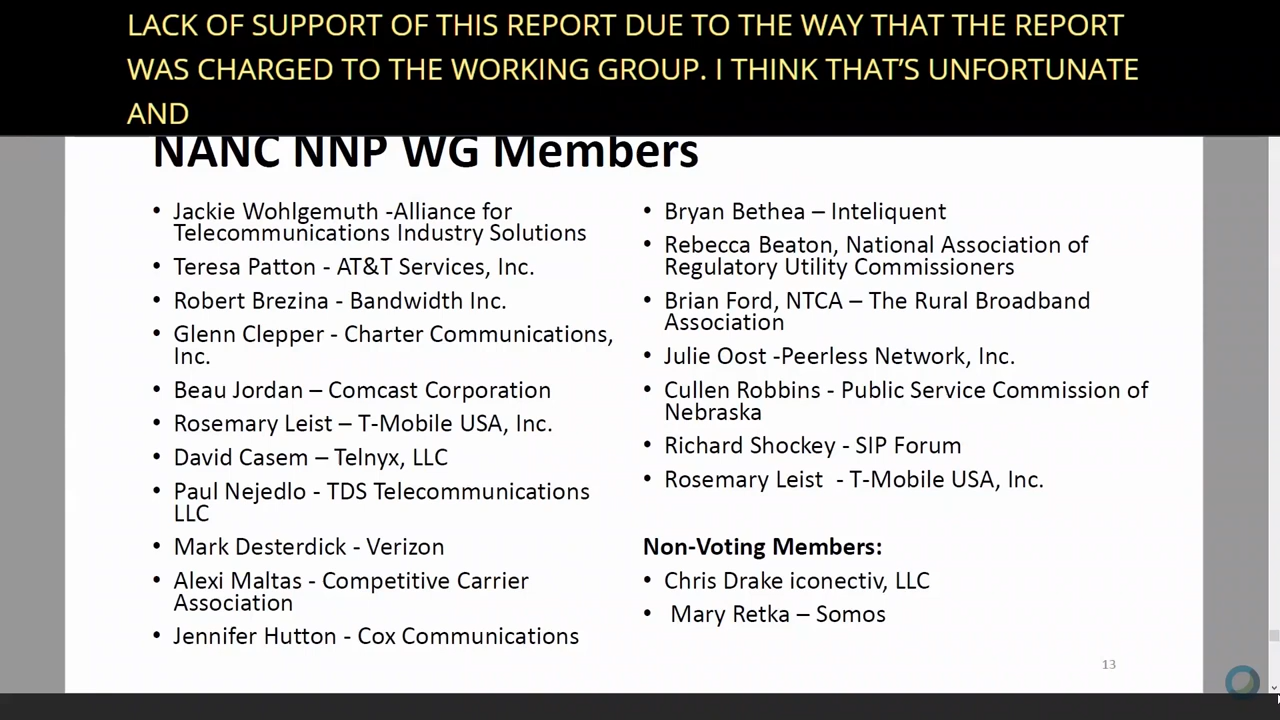 LACK OF SUPPORT OF THIS REPORT DUE TO THE WAY THAT THE REPORT
WAS CHARGED TO THE WORKING GROUP. I THINK THAT'S UNFORTUNATE
AND
NANC NNP WG Members
• Jackie Wohlgemuth -Alliance for
Telecommunications Industry Solutions
• Teresa Patton - AT&T Services, Inc.
• Robert Brezina - Bandwidth Inc.
• Glenn Clepper - Charter Communications,
Inc.
• Beau Jordan – Comcast Corporation
• Rosemary Leist – T-Mobile USA, Inc.
• David Casem – Telnyx, LLC
• Paul Nejedlo - TDS Telecommunications
LLC
• Mark Desterdick - Verizon
• Alexi Maltas - Competitive Carrier
Association
• Jennifer Hutton - Cox Communications
• Bryan Bethea – Inteliquent
• Rebecca Beaton, National Association of
Regulatory Utility Commissioners
• Brian Ford, NTCA – The Rural Broadband
Association
• Julie Oost -Peerless Network, Inc.
• Cullen Robbins - Public Service Commission of
Nebraska
• Richard Shockey - SIP Forum
• Rosemary Leist - T-Mobile USA, Inc.
Non-Voting Members:
• Chris Drake iconectiv, LLC
• Mary Retka – Somos
13